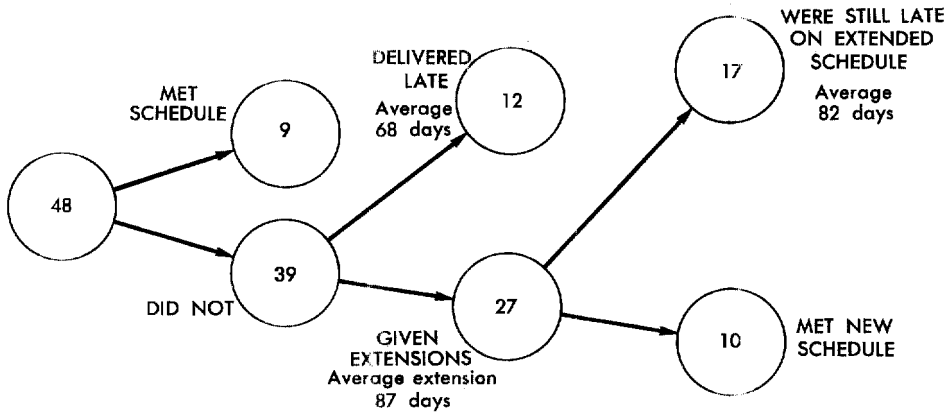 48
MET
SCHEDULE
9
DID NOT
39
DELIVERED
LATE
Average
68 days
12
GIVEN
EXTENSIONS
Average extension
87 days
27
WERE STILL LATE
ON EXTENDED
SCHEDULE
Average
82 days
17
10
MET NEW
SCHEDULE